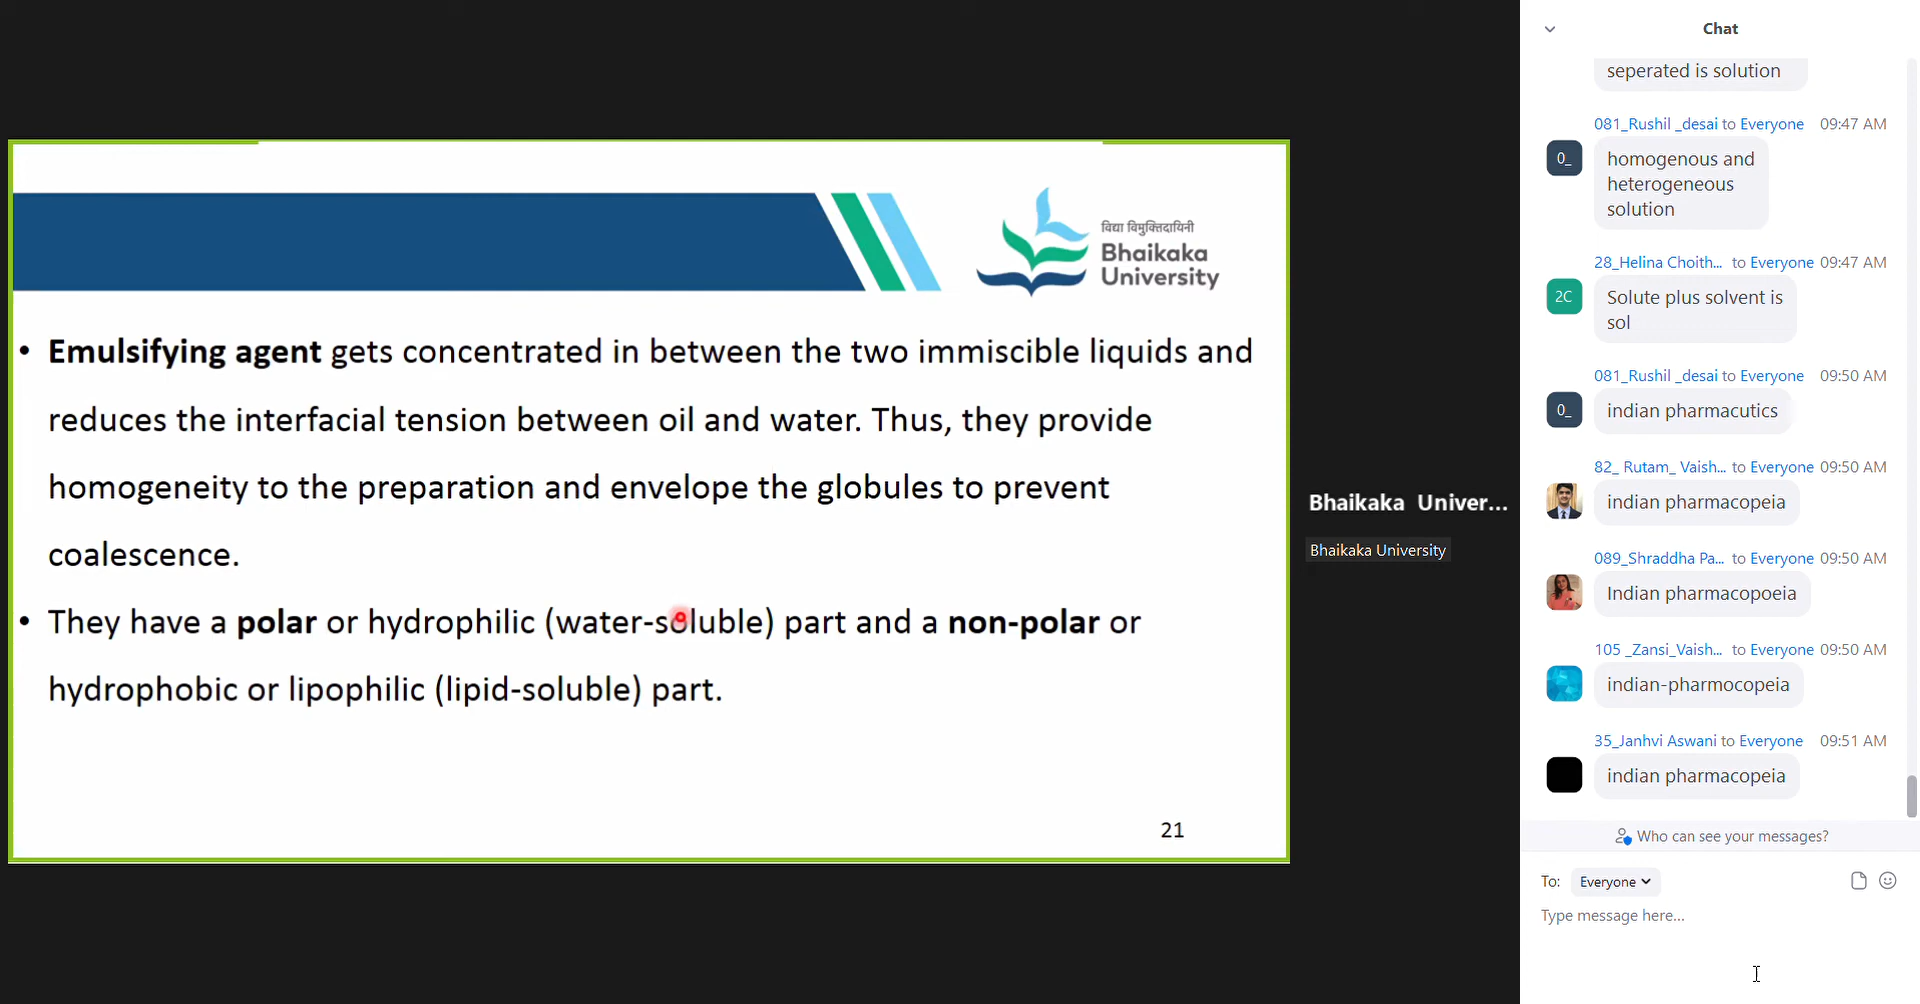 विद्या विमुक्तिदायिनी
Bhaikaka
University
• Emulsifying agent gets concentrated in between the two immiscible liquids and
reduces the interfacial tension between oil and water. Thus, they provide
homogeneity to the preparation and envelope the globules to prevent
coalescence.
• They have a polar or hydrophilic (water-soluble) part and a non-polar or
hydrophobic or lipophilic (lipid-soluble) part.
21
Bhaikaka Univer...
Bhaikaka University
Chat
seperated is solution
081_Rushil _desai to Everyone 09:47 AM
0_
homogenous and
heterogeneous
solution
28_Helina Choith... to Everyone 09:47 AM
2C
Solute plus solvent is
sol
081_Rushil _desai to Everyone 09:50 AM
0_
indian pharmacutics
82_ Rutam_ Vaish... to Everyone 09:50 AM
indian pharmacopeia
089_Shraddha Pa... to Everyone 09:50 AM
Indian pharmacopoeia
105 _Zansi_Vaish... to Everyone 09:50 AM
indian-pharmocopeia
35_Janhvi Aswani to Everyone 09:51 AM
indian pharmacopeia
Who can see your messages?
To: Everyone
Type message here...